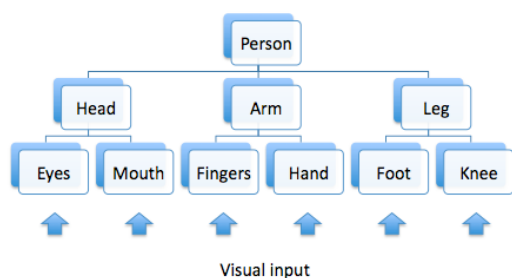 Person
Head Arm Leg
Eyes Mouth Fingers Hand Foot Knee
Visual input